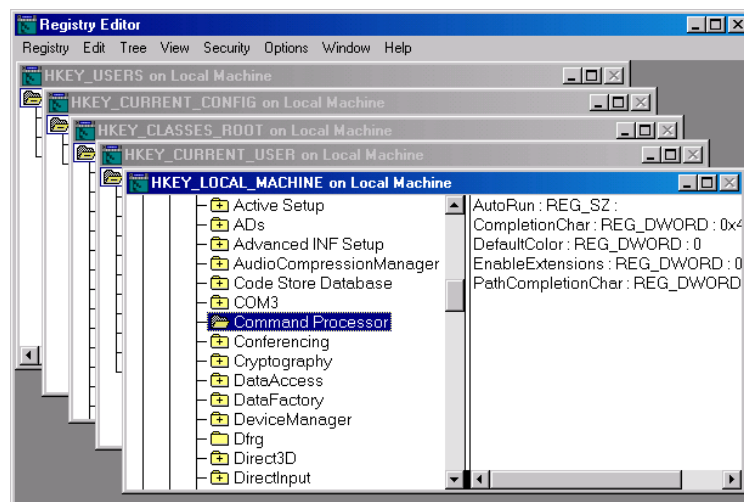 Registry Editor
Registry Edit Tree View Security Options Window Help
HKEY_USERS on Local Machine
HKEY_CURRENT_CONFIG on Local Machine
HKEY_CLASSES_ROOT on Local Machine
HKEY_CURRENT_USER on Local Machine
HKEY_LOCAL_MACHINE on Local Machine
Active Setup
ADs
Advanced INF Setup
AudioCompressionManager
Code Store Database
COM3
Command Processor
Conferencing
Cryptography
DataAccess
DataFactory
DeviceManager
Dfrg
Direct3D
DirectInput
AutoRun : REG_SZ :
CompletionChar : REG_DWORD : 0x4
DefaultColor : REG_DWORD : 0
EnableExtensions : REG_DWORD : 0
PathCompletionChar : REG_DWORD